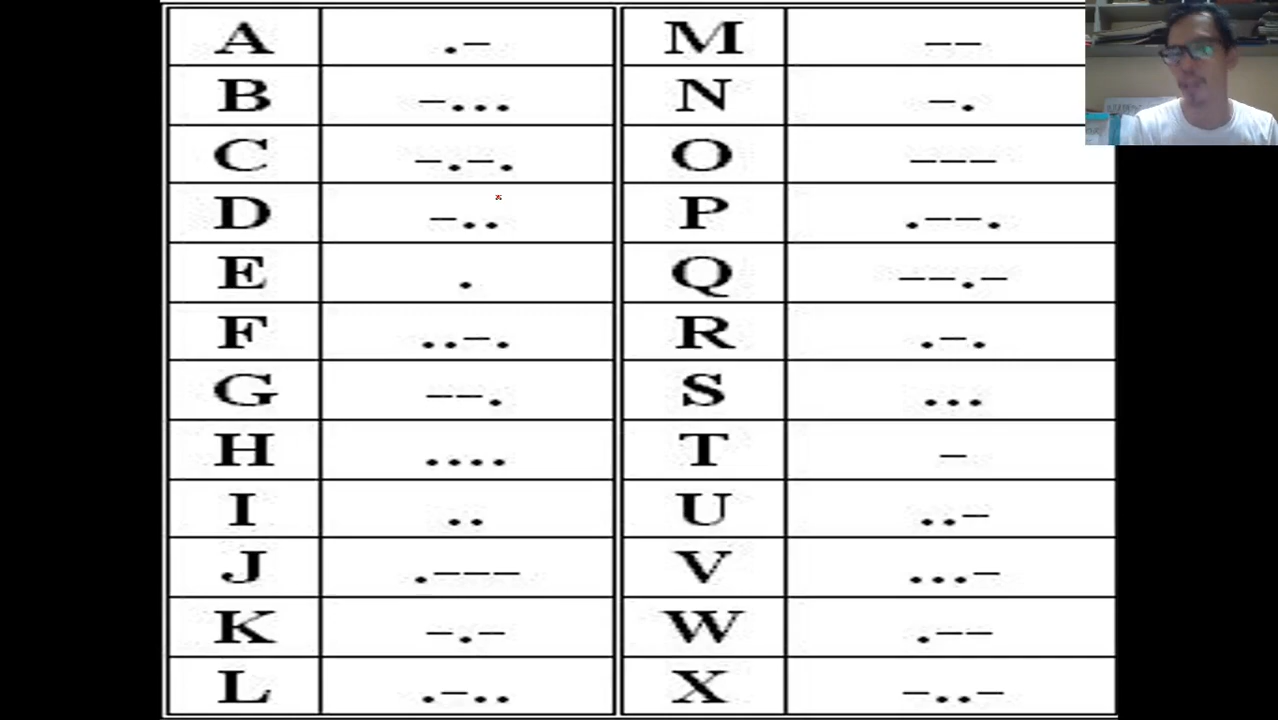 A .- M --
B -... N -.
C -.-. O ---
D -.. P .--.
E . Q --.-
F ..-. R .-.
G --. S ...
H .... T -
I .. U ..-
J .--- V ...-
K -.- W .--
L .-.. X -..-